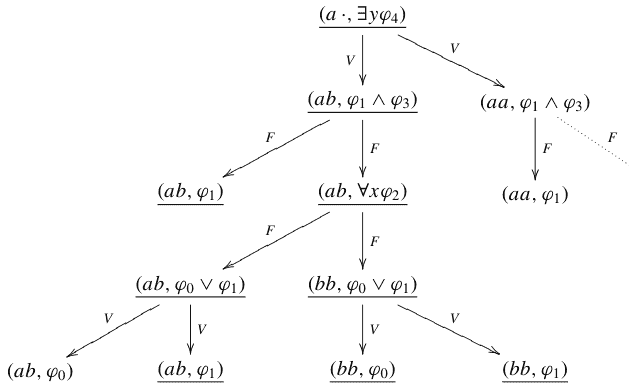 (a ·, ∃yφ₄)
V V
(ab, φ₁ ∧ φ₃) (aa, φ₁ ∧ φ₃)
F F F F
(ab, φ₁) (ab, ∀xφ₂) (aa, φ₁)
F F
(ab, φ₀ ∨ φ₁) (bb, φ₀ ∨ φ₁)
V V V V
(ab, φ₀) (ab, φ₁) (bb, φ₀) (bb, φ₁)